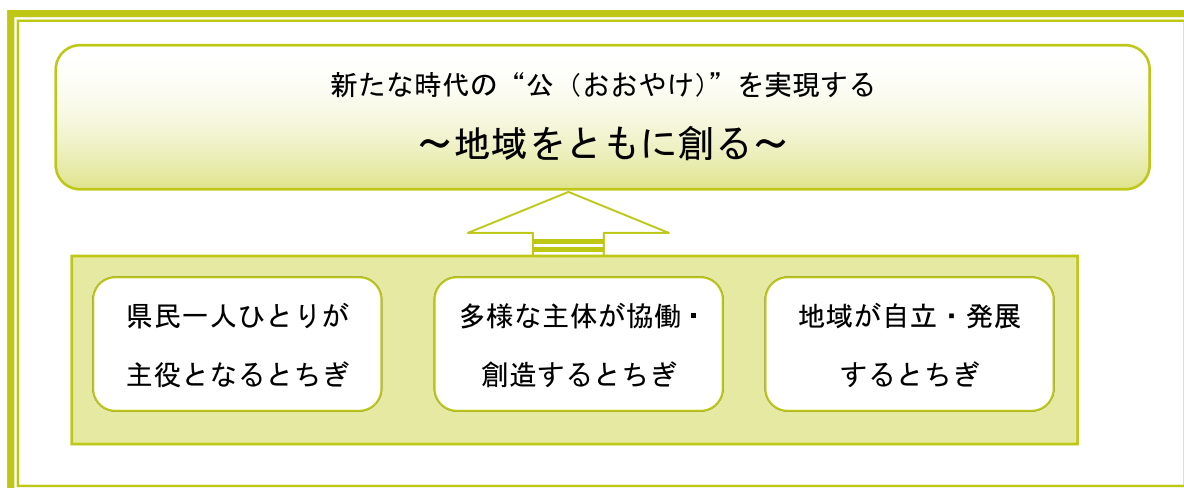 新たな時代の“公（おおやけ）”を実現する
～地域をともに創る～
県民一人ひとりが
主役となるとちぎ
多様な主体が協働・
創造するとちぎ
地域が自立・発展
するとちぎ